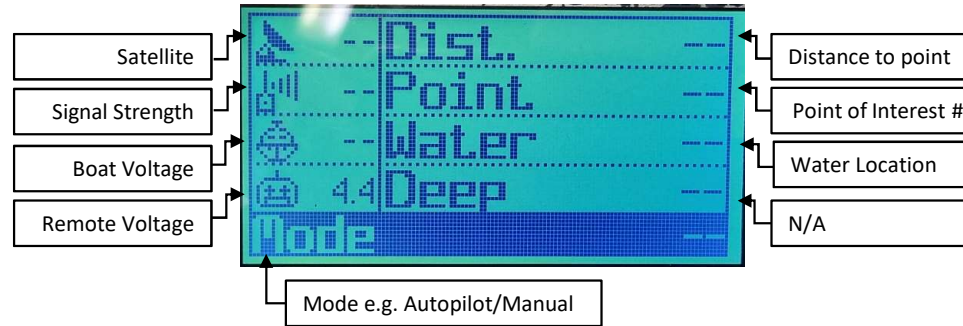 Satellite
Signal Strength
Boat Voltage
Remote Voltage
-- Dist. --
-- Point --
-- Water --
4.4 Deep --
Mode --
Distance to point
Point of Interest #
Water Location
N/A
Mode e.g. Autopilot/Manual